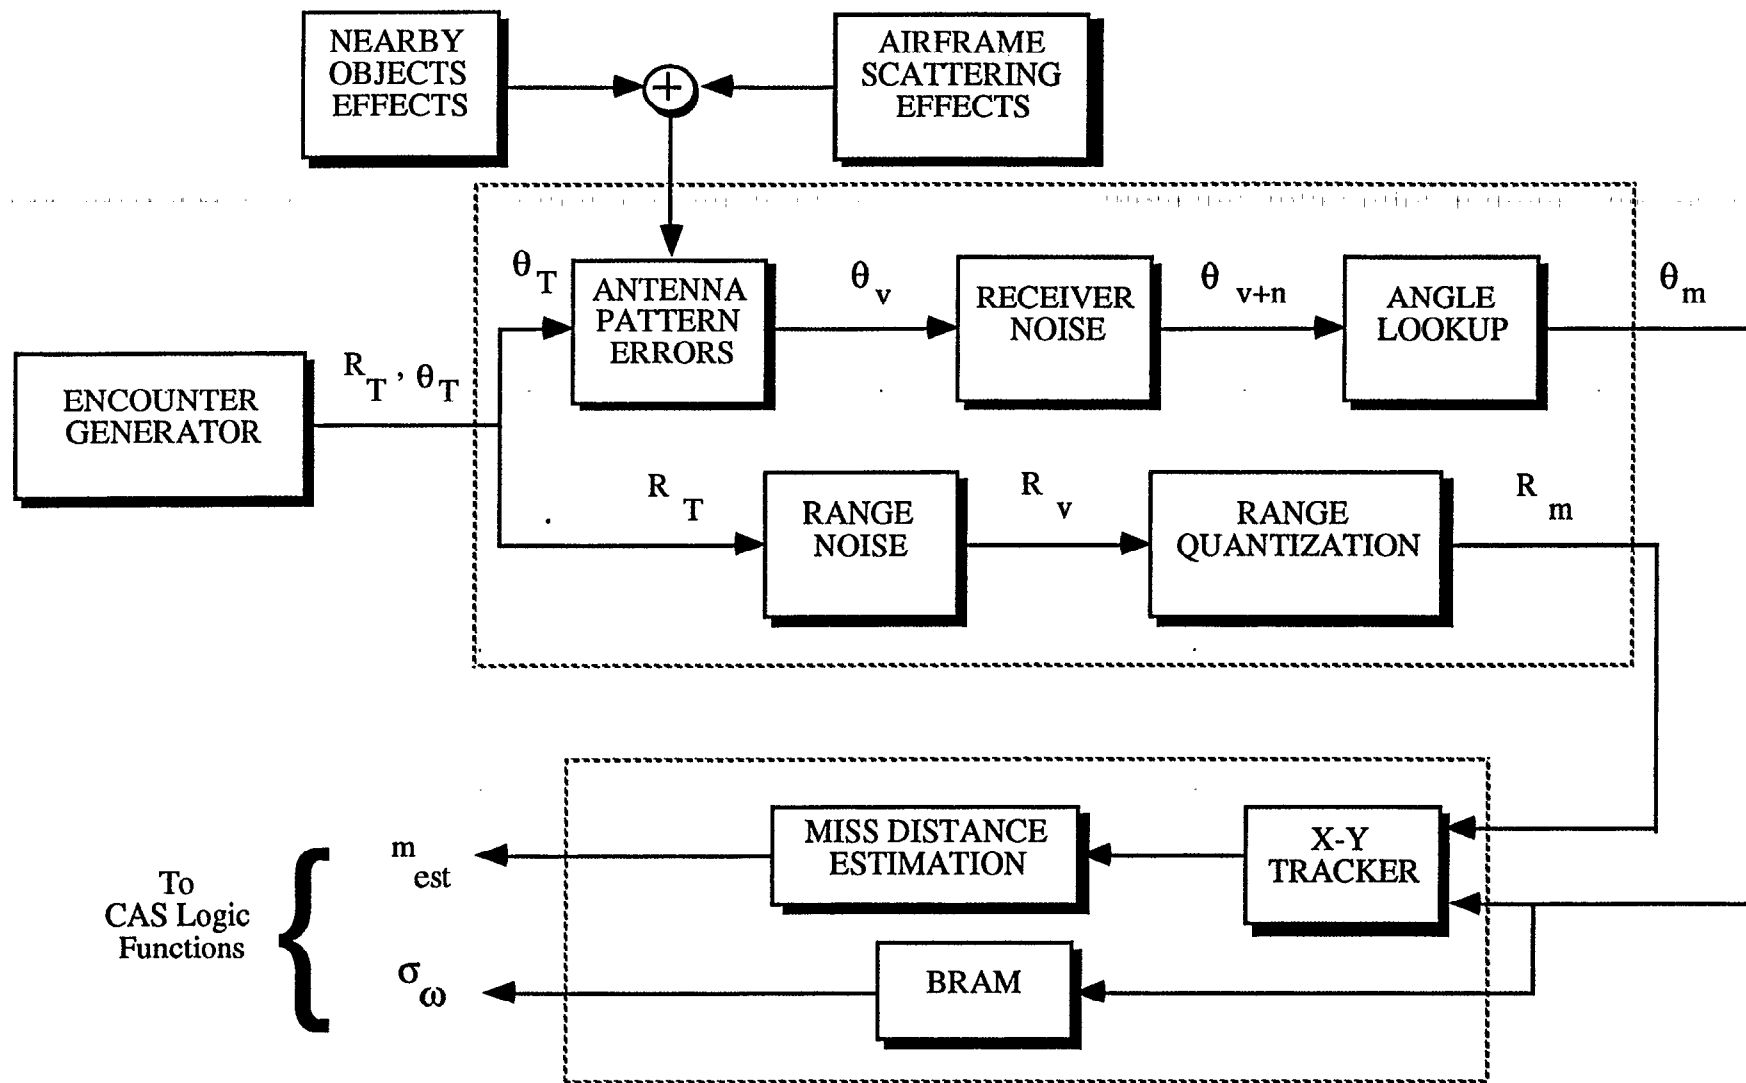 NEARBY
OBJECTS
EFFECTS
+
AIRFRAME
SCATTERING
EFFECTS
θT
ANTENNA
PATTERN
ERRORS
θv
RECEIVER
NOISE
θv+n
ANGLE
LOOKUP
θm
ENCOUNTER
GENERATOR
RT, θT
RT
RANGE
NOISE
Rv
RANGE
QUANTIZATION
Rm
To
CAS Logic
Functions
{
mest
MISS DISTANCE
ESTIMATION
X-Y
TRACKER
σω
BRAM